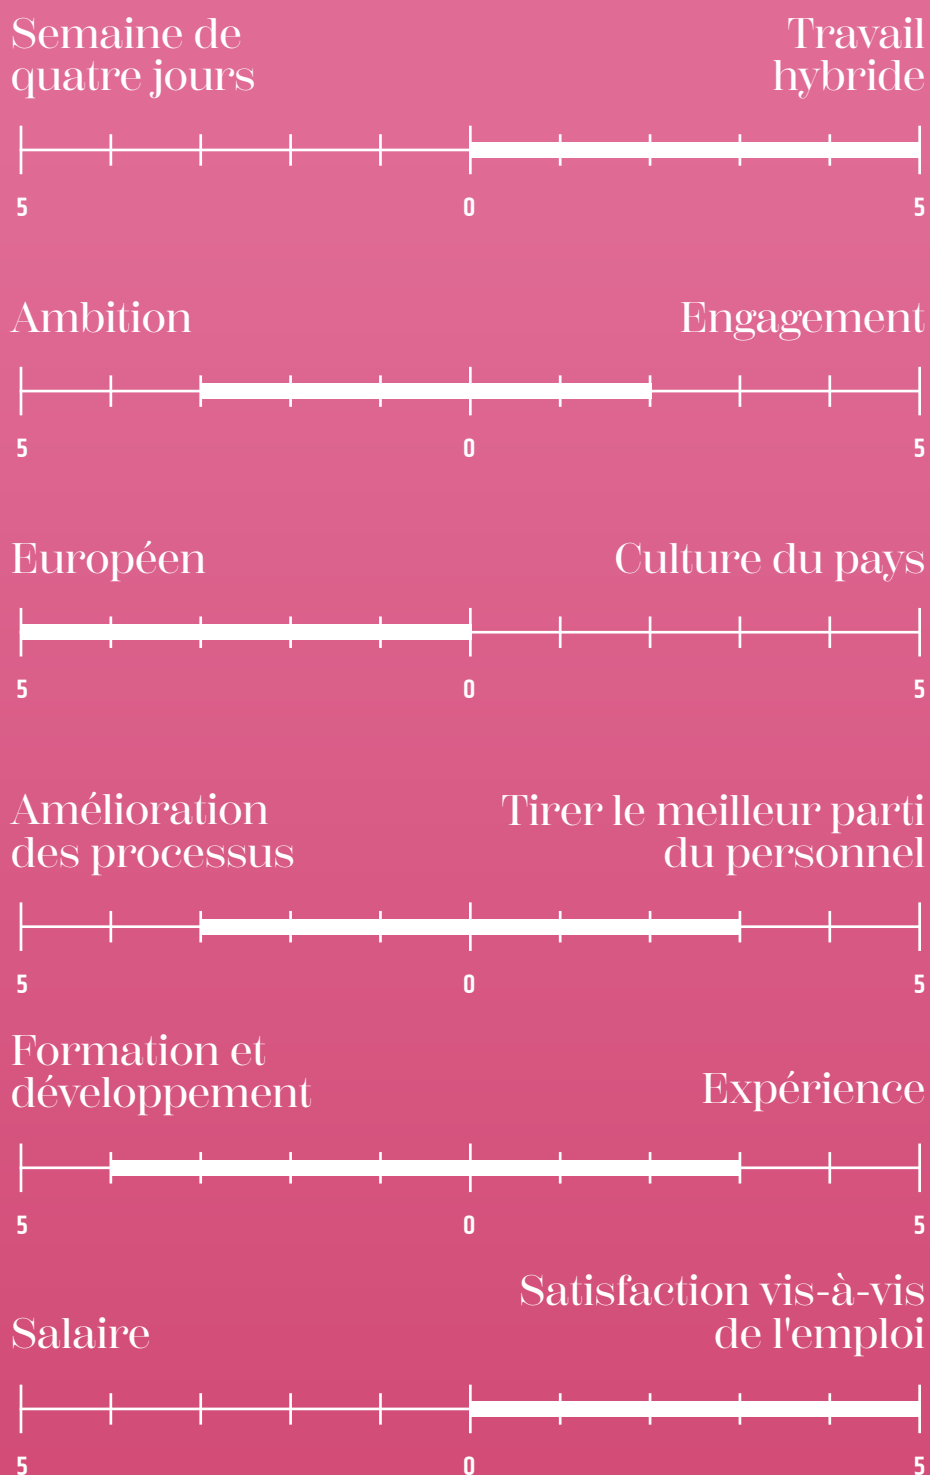 Semaine de
quatre jours
Travail
hybride
5 0 5
Ambition Engagement
5 0 5
Européen Culture du pays
5 0 5
Amélioration
des processus
Tirer le meilleur parti
du personnel
5 0 5
Formation et
développement
Expérience
5 0 5
Salaire
Satisfaction vis-à-vis
de l'emploi
5 0 5